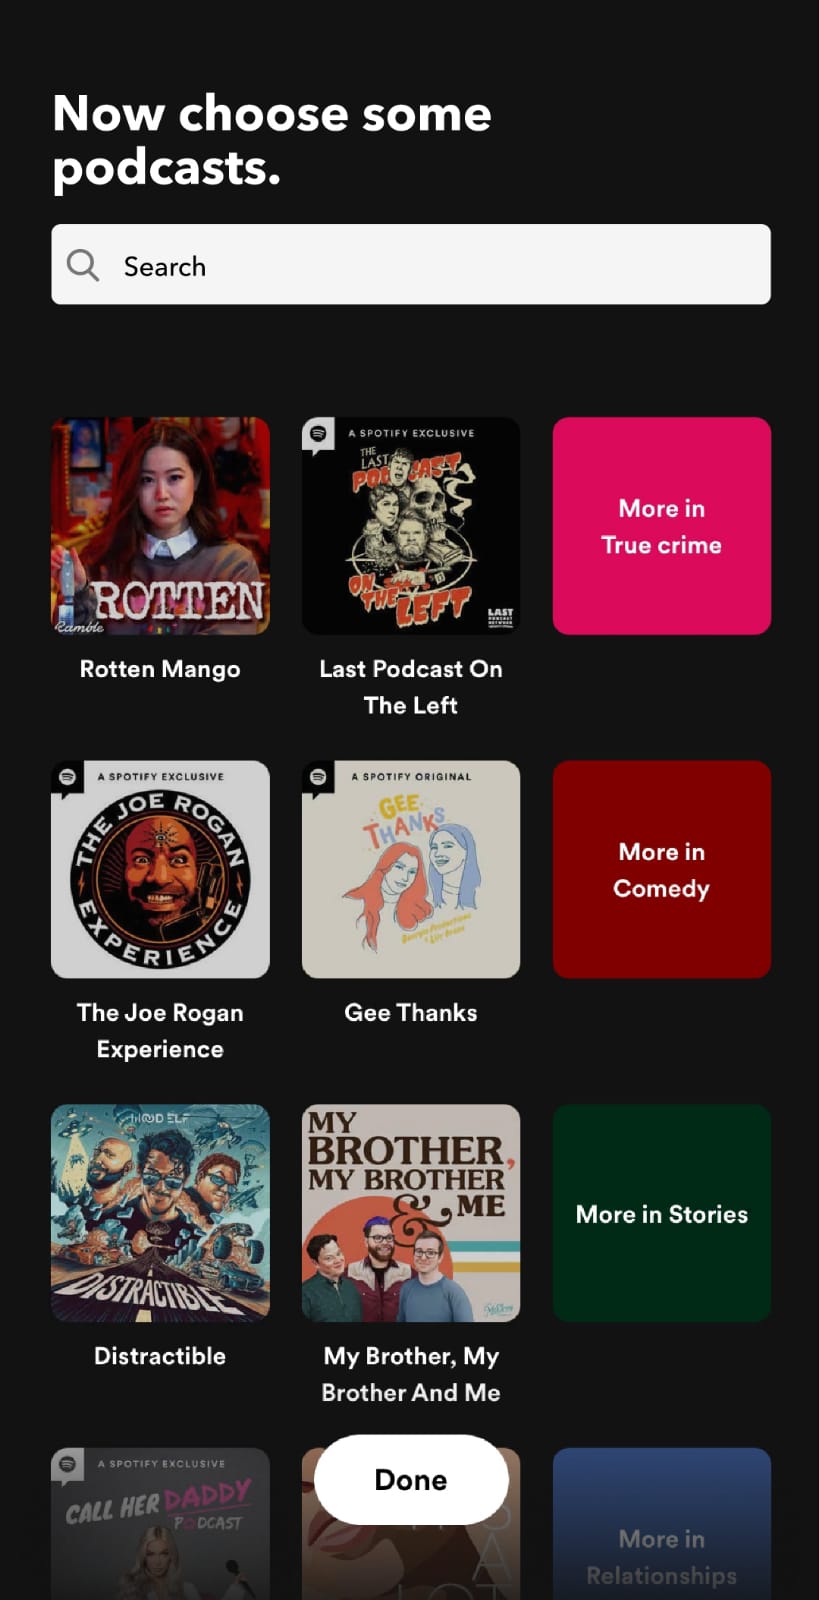 Now choose some
podcasts.
Search
ROTTEN
Ramble
A SPOTIFY EXCLUSIVE
THE
LAST
PODCAST
ON
THE LEFT
LAST
PODCAST
NETWORK
More in
True crime
Rotten Mango
Last Podcast On
The Left
A SPOTIFY EXCLUSIVE
THE JOE ROGAN
EXPERIENCE
A SPOTIFY ORIGINAL
GEE
THANKS
More in
Comedy
The Joe Rogan
Experience
Gee Thanks
DISTRACTIBLE
MY
BROTHER,
MY BROTHER
& ME
More in Stories
Distractible
My Brother, My
Brother And Me
A SPOTIFY EXCLUSIVE
CALL HER DADDY
PODCAST
Done
More in
Relationships